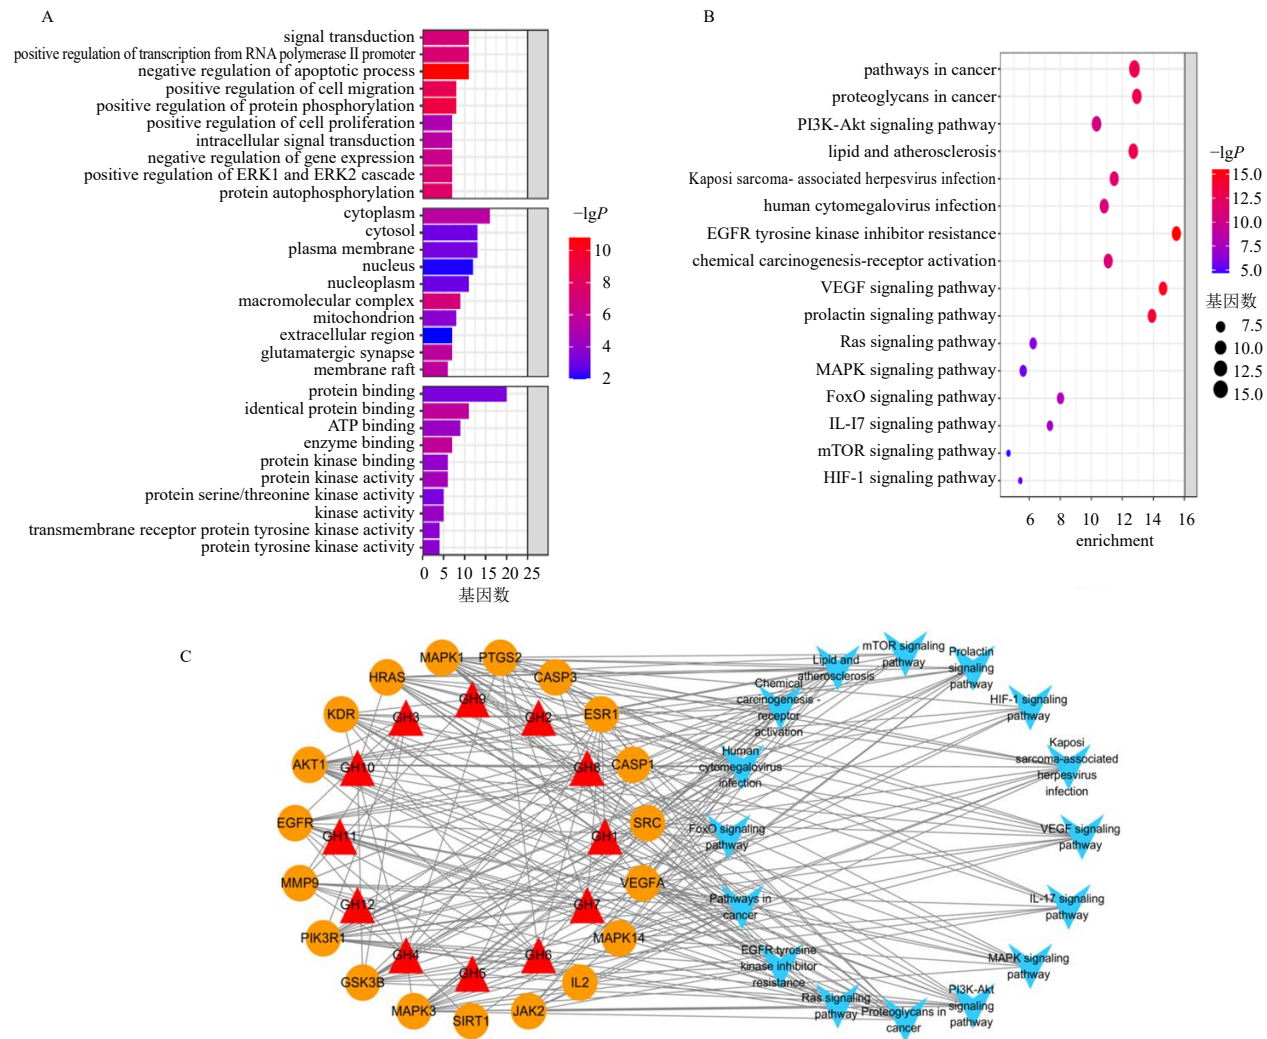 A
signal transduction
positive regulation of transcription from RNA polymerase II promoter
negative regulation of apoptotic process
positive regulation of cell migration
positive regulation of protein phosphorylation
positive regulation of cell proliferation
intracellular signal transduction
negative regulation of gene expression
positive regulation of ERK1 and ERK2 cascade
protein autophosphorylation
cytoplasm
cytosol
plasma membrane
nucleus
nucleoplasm
macromolecular complex
mitochondrion
extracellular region
glutamatergic synapse
membrane raft
protein binding
identical protein binding
ATP binding
enzyme binding
protein kinase binding
protein kinase activity
protein serine/threonine kinase activity
kinase activity
transmembrane receptor protein tyrosine kinase activity
protein tyrosine kinase activity
0 5 10 15 20 25
基因数
−lgP
10
8
6
4
2
B
pathways in cancer
proteoglycans in cancer
PI3K-Akt signaling pathway
lipid and atherosclerosis
Kaposi sarcoma- associated herpesvirus infection
human cytomegalovirus infection
EGFR tyrosine kinase inhibitor resistance
chemical carcinogenesis-receptor activation
VEGF signaling pathway
prolactin signaling pathway
Ras signaling pathway
MAPK signaling pathway
FoxO signaling pathway
IL-I7 signaling pathway
mTOR signaling pathway
HIF-1 signaling pathway
6 8 10 12 14 16
enrichment
−lgP
15.0
12.5
10.0
7.5
5.0
基因数
7.5
10.0
12.5
15.0
C
MAPK1
PTGS2
HRAS
CASP3
KDR
ESR1
AKT1
CASP1
EGFR
SRC
MMP9
VEGFA
PIK3R1
MAPK14
GSK3B
IL2
MAPK3
SIRT1
JAK2
GH9
GH3
GH2
GH10
GH8
GH11
GH1
GH12
GH7
GH4
GH6
GH5
mTOR signaling
pathway
Lipid and
atherosclerosis
Prolactin
signaling
pathway
Chemical
carcinogenesis -
receptor
activation
HIF-1 signaling
pathway
Human
cytomegalovirus
infection
Kaposi
sarcoma-associated
herpesvirus
infection
FoxO signaling
pathway
VEGF signaling
pathway
Pathways in
cancer
IL-17 signaling
pathway
EGFR tyrosine
kinase inhibitor
resistance
MAPK signaling
pathway
Ras signaling
pathway
Proteoglycans in
cancer
PI3K-Akt
signaling
pathway